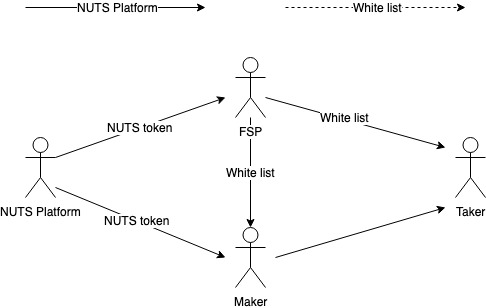 NUTS Platform
White list
NUTS token
FSP
White list
White list
NUTS Platform
NUTS token
Taker
Maker